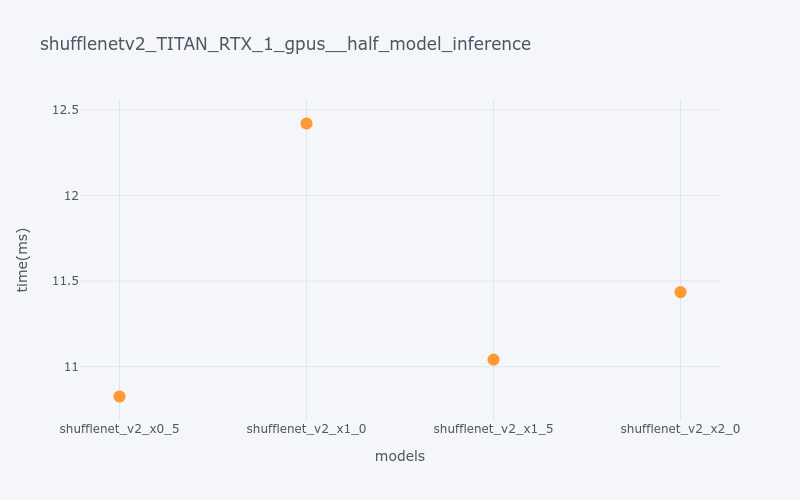 shufflenetv2_TITAN_RTX_1_gpus__half_model_inference
12.5
12
11.5
11
time(ms)
shufflenet_v2_x0_5 shufflenet_v2_x1_0 shufflenet_v2_x1_5 shufflenet_v2_x2_0
models